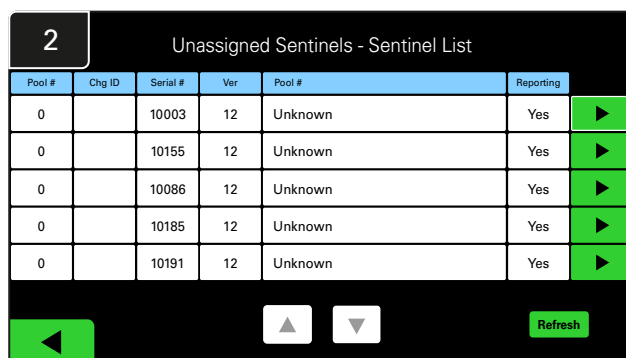 2
Unassigned Sentinels - Sentinel List
Pool # Chg ID Serial # Ver Pool # Reporting
0 10003 12 Unknown Yes
0 10155 12 Unknown Yes
0 10086 12 Unknown Yes
0 10185 12 Unknown Yes
0 10191 12 Unknown Yes
Refresh